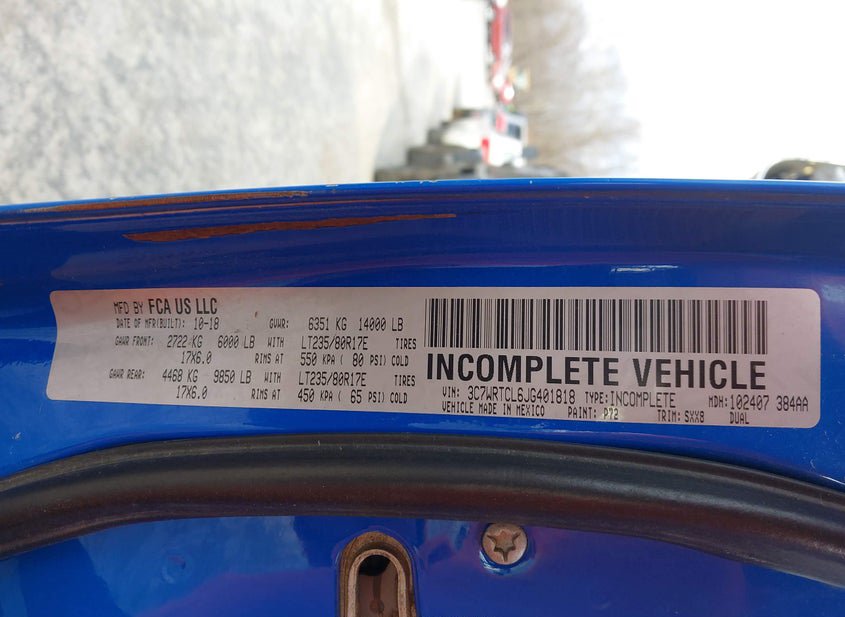 MFD BY FCA US LLC
DATE OF MFR(BUILT): 10-18 GVWR: 6351 KG 14000 LB
GAWR FRONT: 2722 KG 6000 LB WITH LT235/80R17E
17X6.0 RIMS AT 550 KPA ( 80 PSI) COLD
GAWR REAR: 4468 KG 9850 LB WITH LT235/80R17E
17X6.0 RIMS AT 450 KPA ( 65 PSI) COLD
INCOMPLETE VEHICLE
VIN: 3C7WRTCL6JG401818 TYPE:INCOMPLETE MDH:102407 384AA
VEHICLE MADE IN MEXICO PAINT: P72 TRIM: SXX8 DUAL